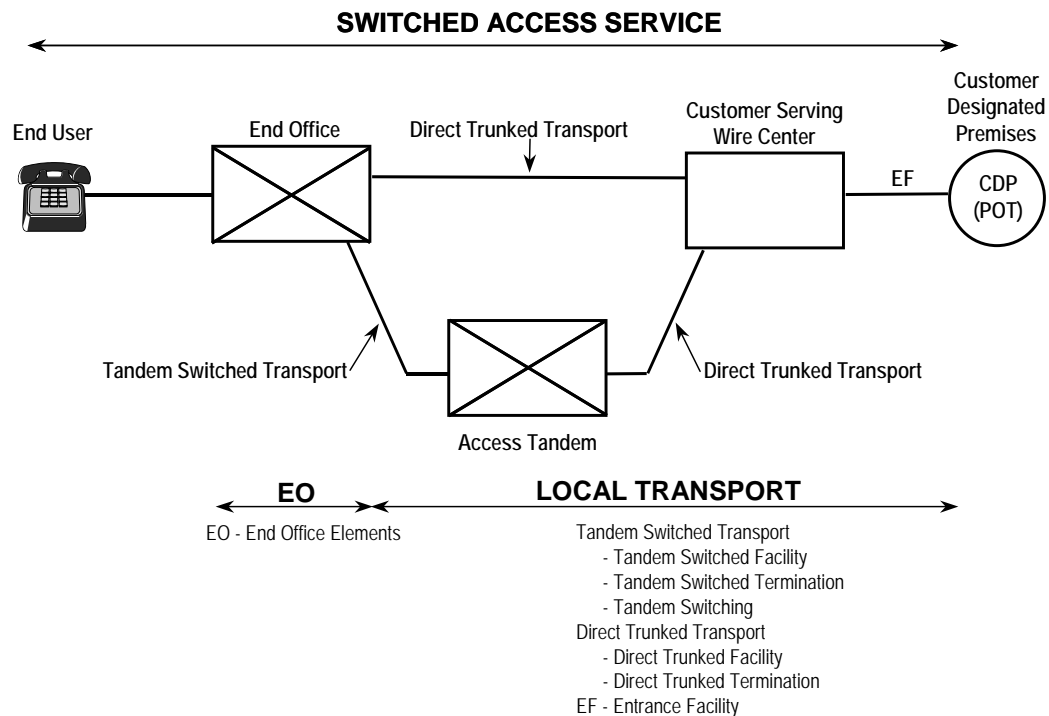 SWITCHED ACCESS SERVICE
Customer
Designated
Premises
End User
End Office
Direct Trunked Transport
Customer Serving
Wire Center
EF
CDP
(POT)
Tandem Switched Transport
Direct Trunked Transport
Access Tandem
EO
LOCAL TRANSPORT
EO - End Office Elements
Tandem Switched Transport
- Tandem Switched Facility
- Tandem Switched Termination
- Tandem Switching
Direct Trunked Transport
- Direct Trunked Facility
- Direct Trunked Termination
EF - Entrance Facility